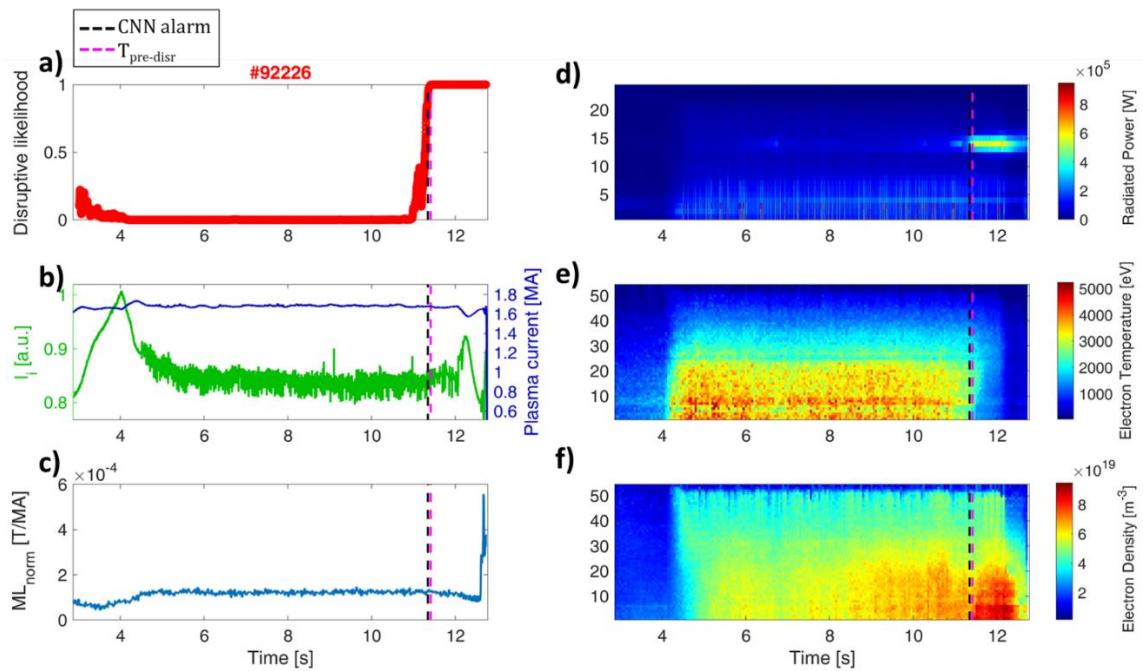 CNN alarm
T_pre-disr
a)
#92226
Disruptive likelihood
1
0.5
0
4 6 8 10 12
b)
l_i [a.u.]
1
0.9
0.8
Plasma current [MA]
1.8
1.6
1.4
1.2
1
0.8
0.6
4 6 8 10 12
c)
×10^-4
ML_norm [T/MA]
6
4
2
0
4 6 8 10 12
Time [s]
d)
20
15
10
5
4 6 8 10 12
×10^5
8
6
4
2
0
Radiated Power [W]
e)
50
40
30
20
10
4 6 8 10 12
5000
4000
3000
2000
1000
Electron Temperature [eV]
f)
50
40
30
20
10
4 6 8 10 12
Time [s]
×10^19
8
6
4
2
Electron Density [m^-3]